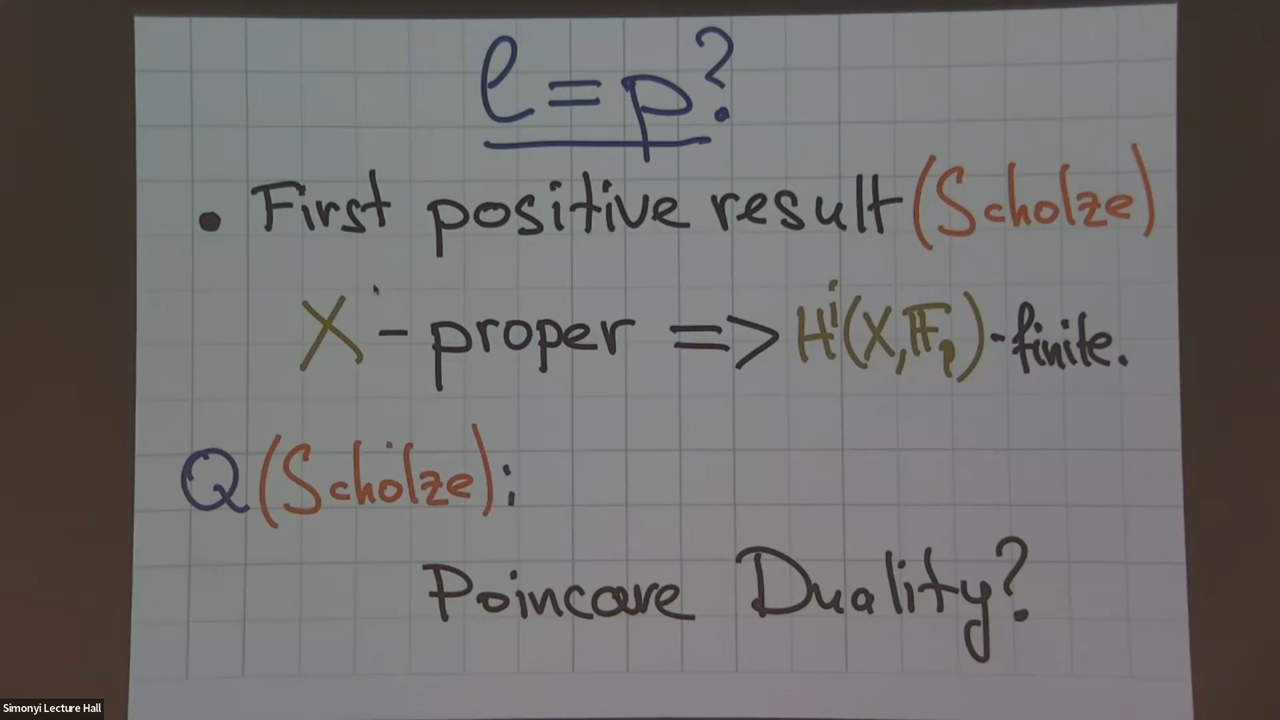 ℓ=p?
• First positive result (Scholze)
X - proper => Hⁱ(X, 𝔽ₚ) - finite.
Q (Scholze):
Poincare Duality?
Simonyi Lecture Hall